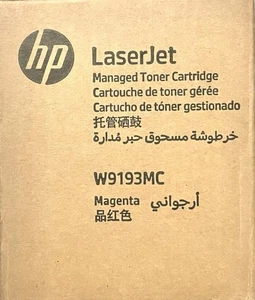 hp
LaserJet
Managed Toner Cartridge
Cartouche de toner gérée
Cartucho de tóner gestionado
托管硒鼓
خرطوشة مسحوق حبر مُدارة
W9193MC
Magenta أرجواني
品红色